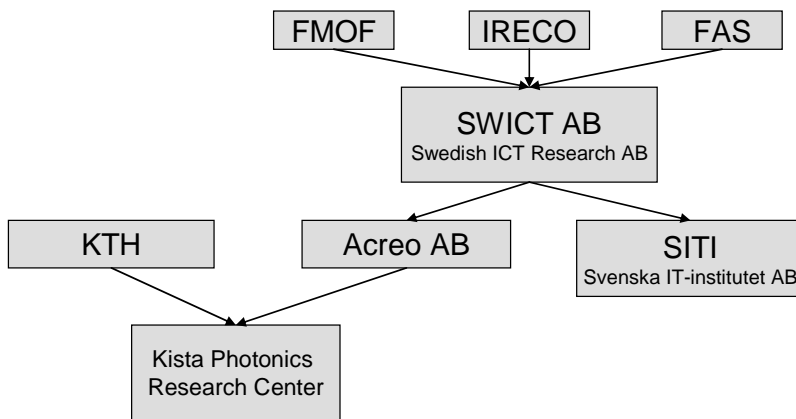 FMOF
IRECO
FAS
SWICT AB
Swedish ICT Research AB
KTH
Acreo AB
SITI
Svenska IT-institutet AB
Kista Photonics
Research Center